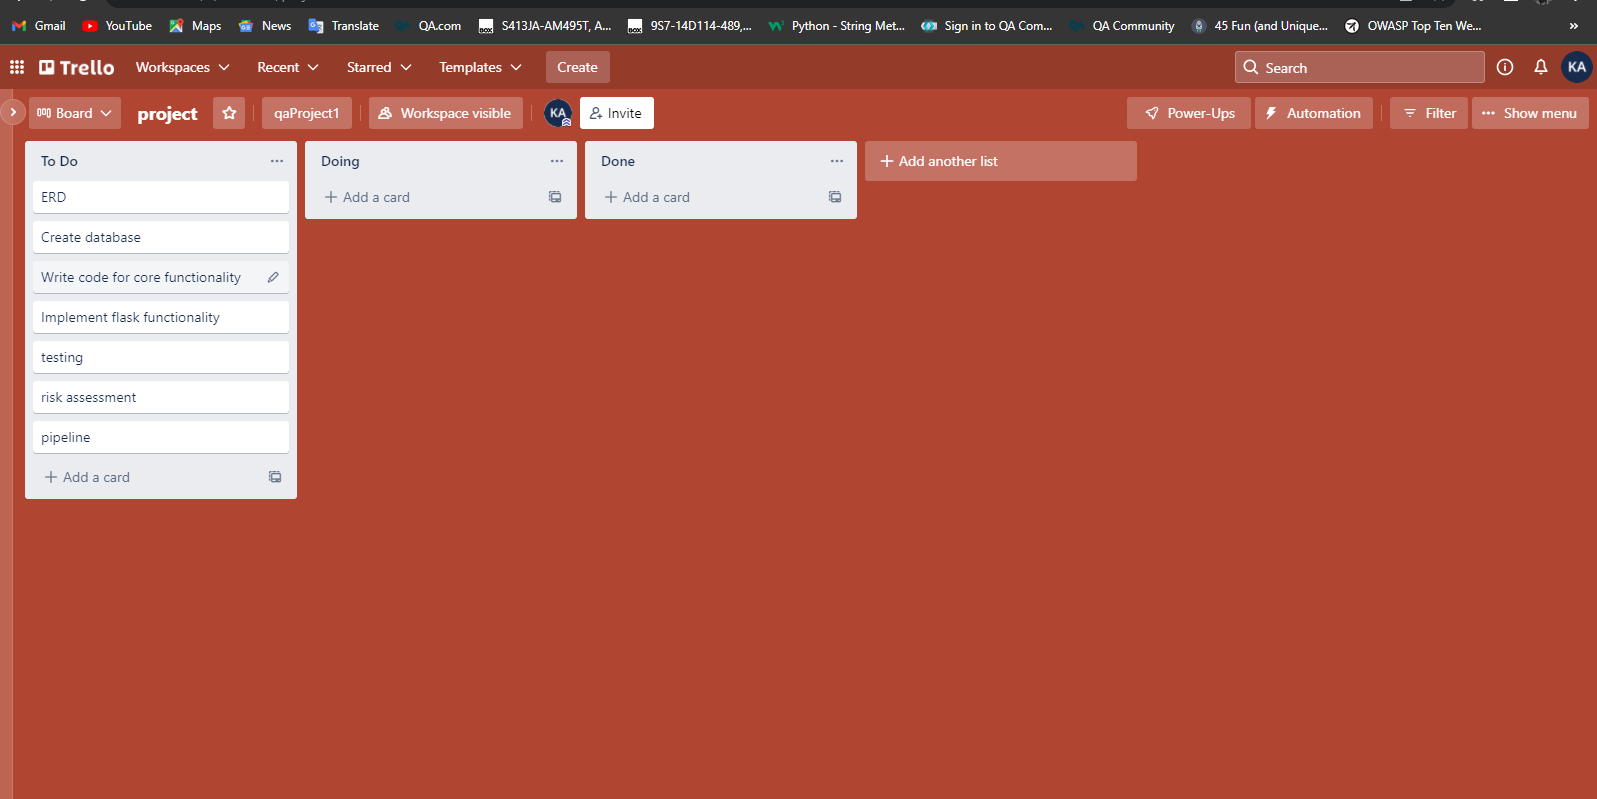 Gmail YouTube Maps News Translate QA.com S413JA-AM495T, A... 9S7-14D114-489,... Python - String Met... Sign in to QA Com... QA Community 45 Fun (and Unique... OWASP Top Ten We... »
Trello Workspaces Recent Starred Templates Create Search KA
Board project qaProject1 Workspace visible KA Invite Power-Ups Automation Filter Show menu
To Do
ERD
Create database
Write code for core functionality
Implement flask functionality
testing
risk assessment
pipeline
+ Add a card
Doing
+ Add a card
Done
+ Add a card
+ Add another list